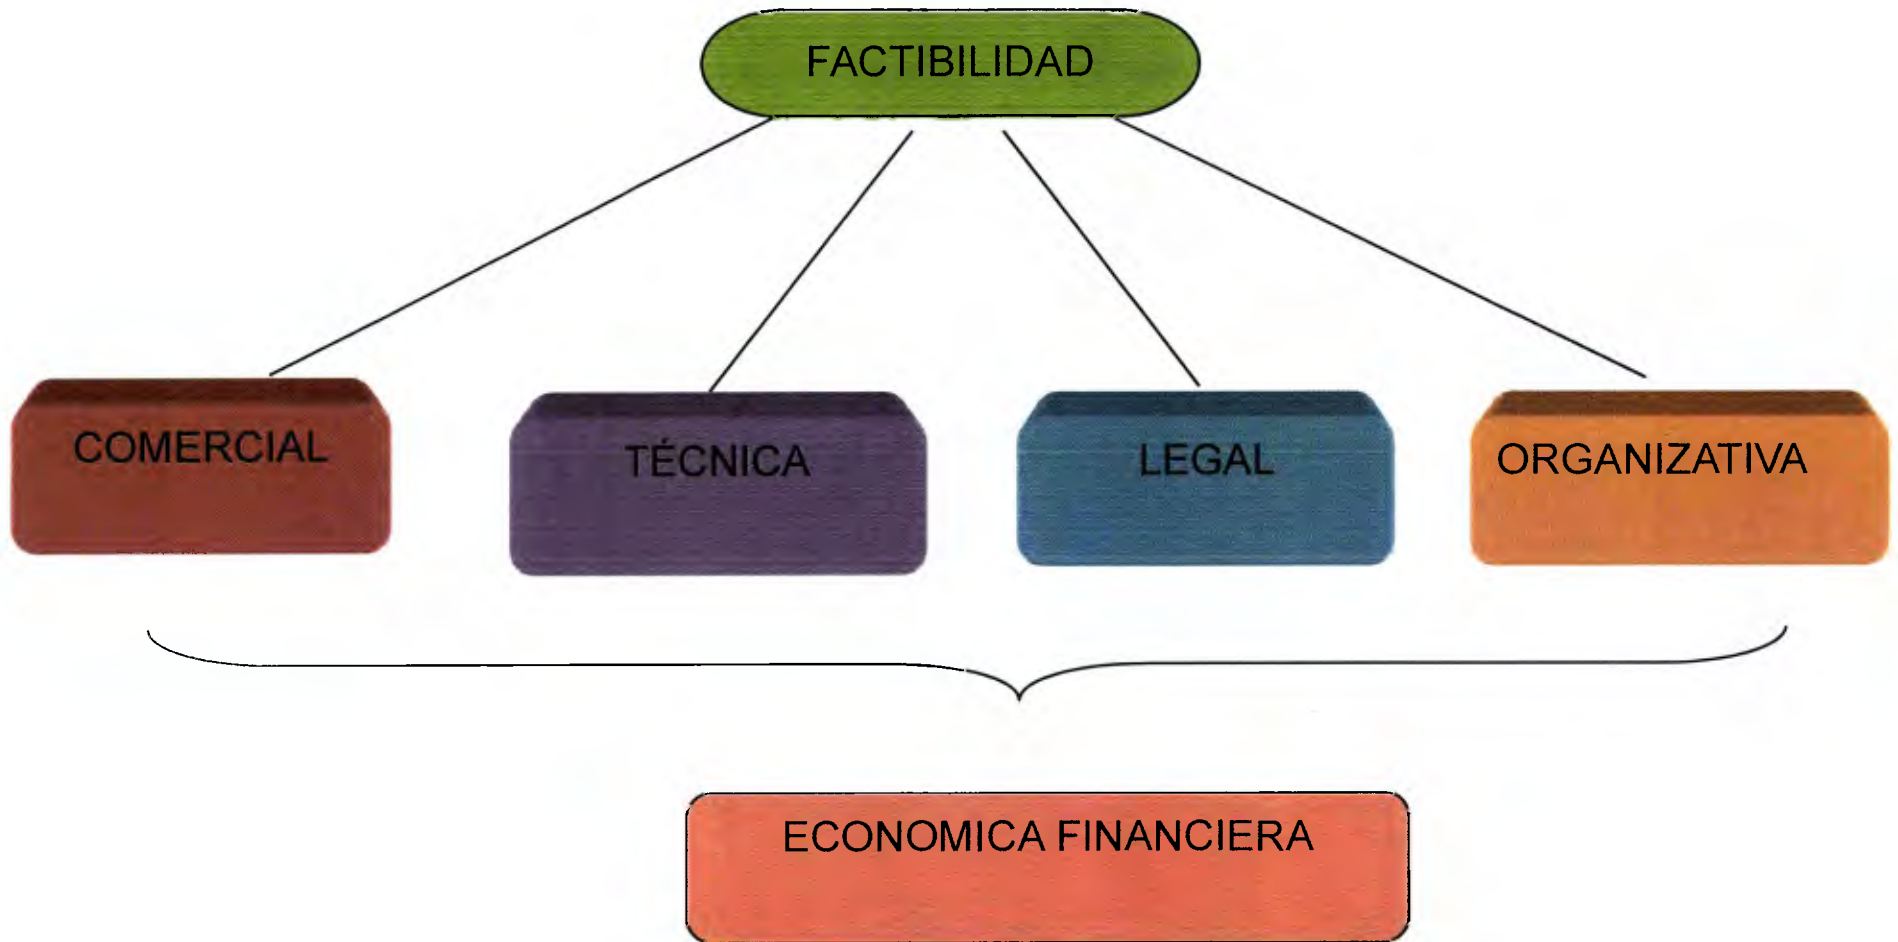 FACTIBILIDAD
COMERCIAL
TÉCNICA
LEGAL
ORGANIZATIVA
ECONOMICA FINANCIERA